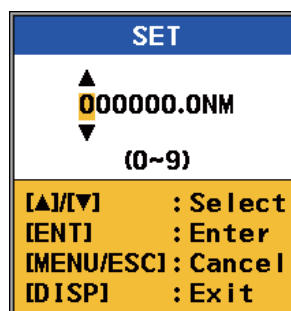 SET
▲
000000.0NM
▼
(0~9)
[▲]/[▼] :Select
[ENT] :Enter
[MENU/ESC]:Cancel
[DISP] :Exit